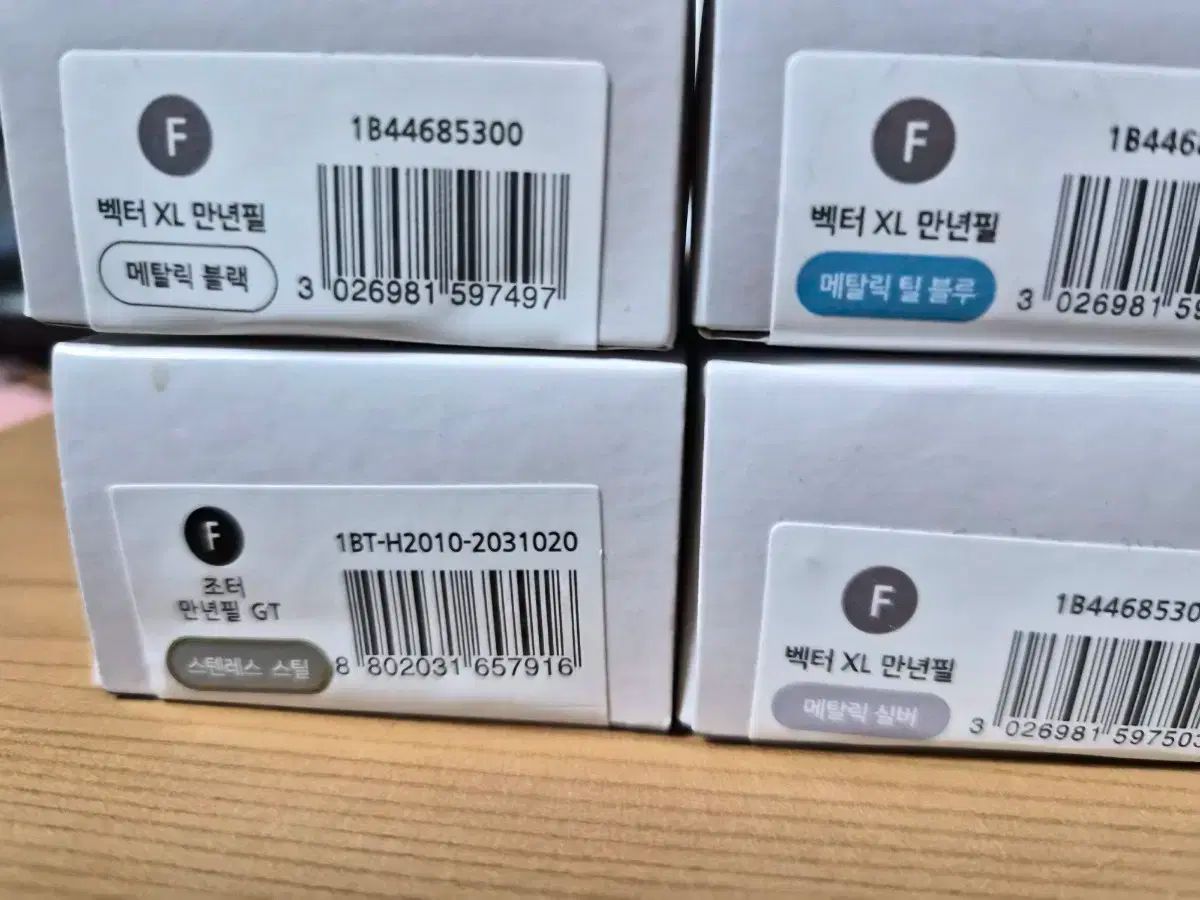 F
1B44685300
벡터 XL 만년필
메탈릭 블랙
3 026981 597497
F
1B446
벡터 XL 만년필
메탈릭 틸 블루
3 026981 59
F
1BT-H2010-2031020
조터
만년필 GT
스텐레스 스틸
8 802031 657916
F
1B4468530
벡터 XL 만년필
메탈릭 실버
3 026981 597503